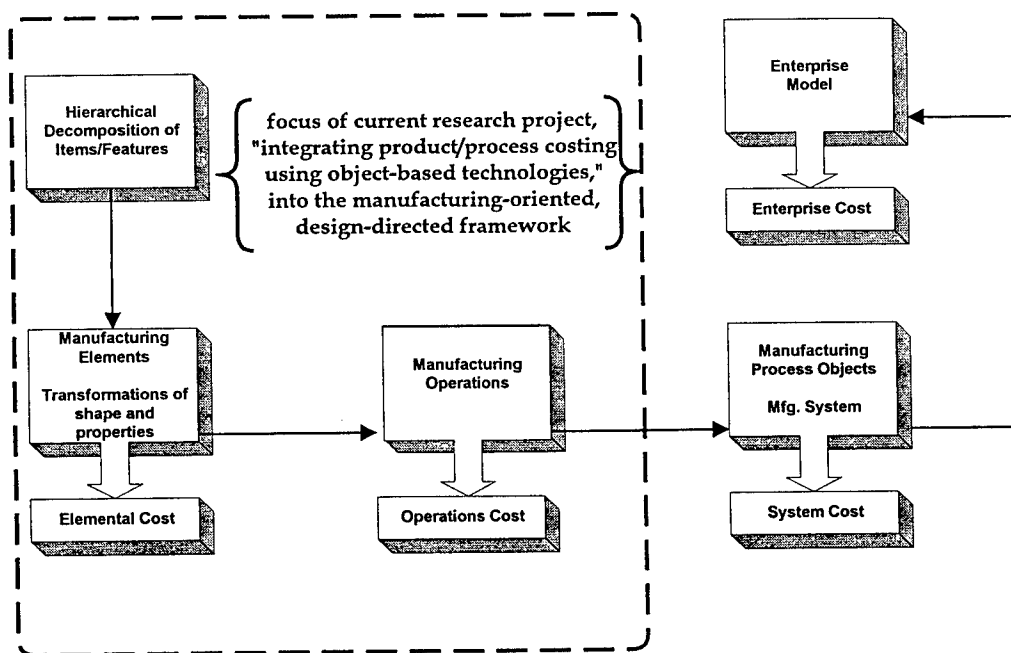 Hierarchical
Decomposition of
Items/Features
focus of current research project,
"integrating product/process costing
using object-based technologies,"
into the manufacturing-oriented,
design-directed framework
Enterprise
Model
Enterprise Cost
Manufacturing
Elements
Transformations of
shape and
properties
Elemental Cost
Manufacturing
Operations
Operations Cost
Manufacturing
Process Objects
Mfg. System
System Cost